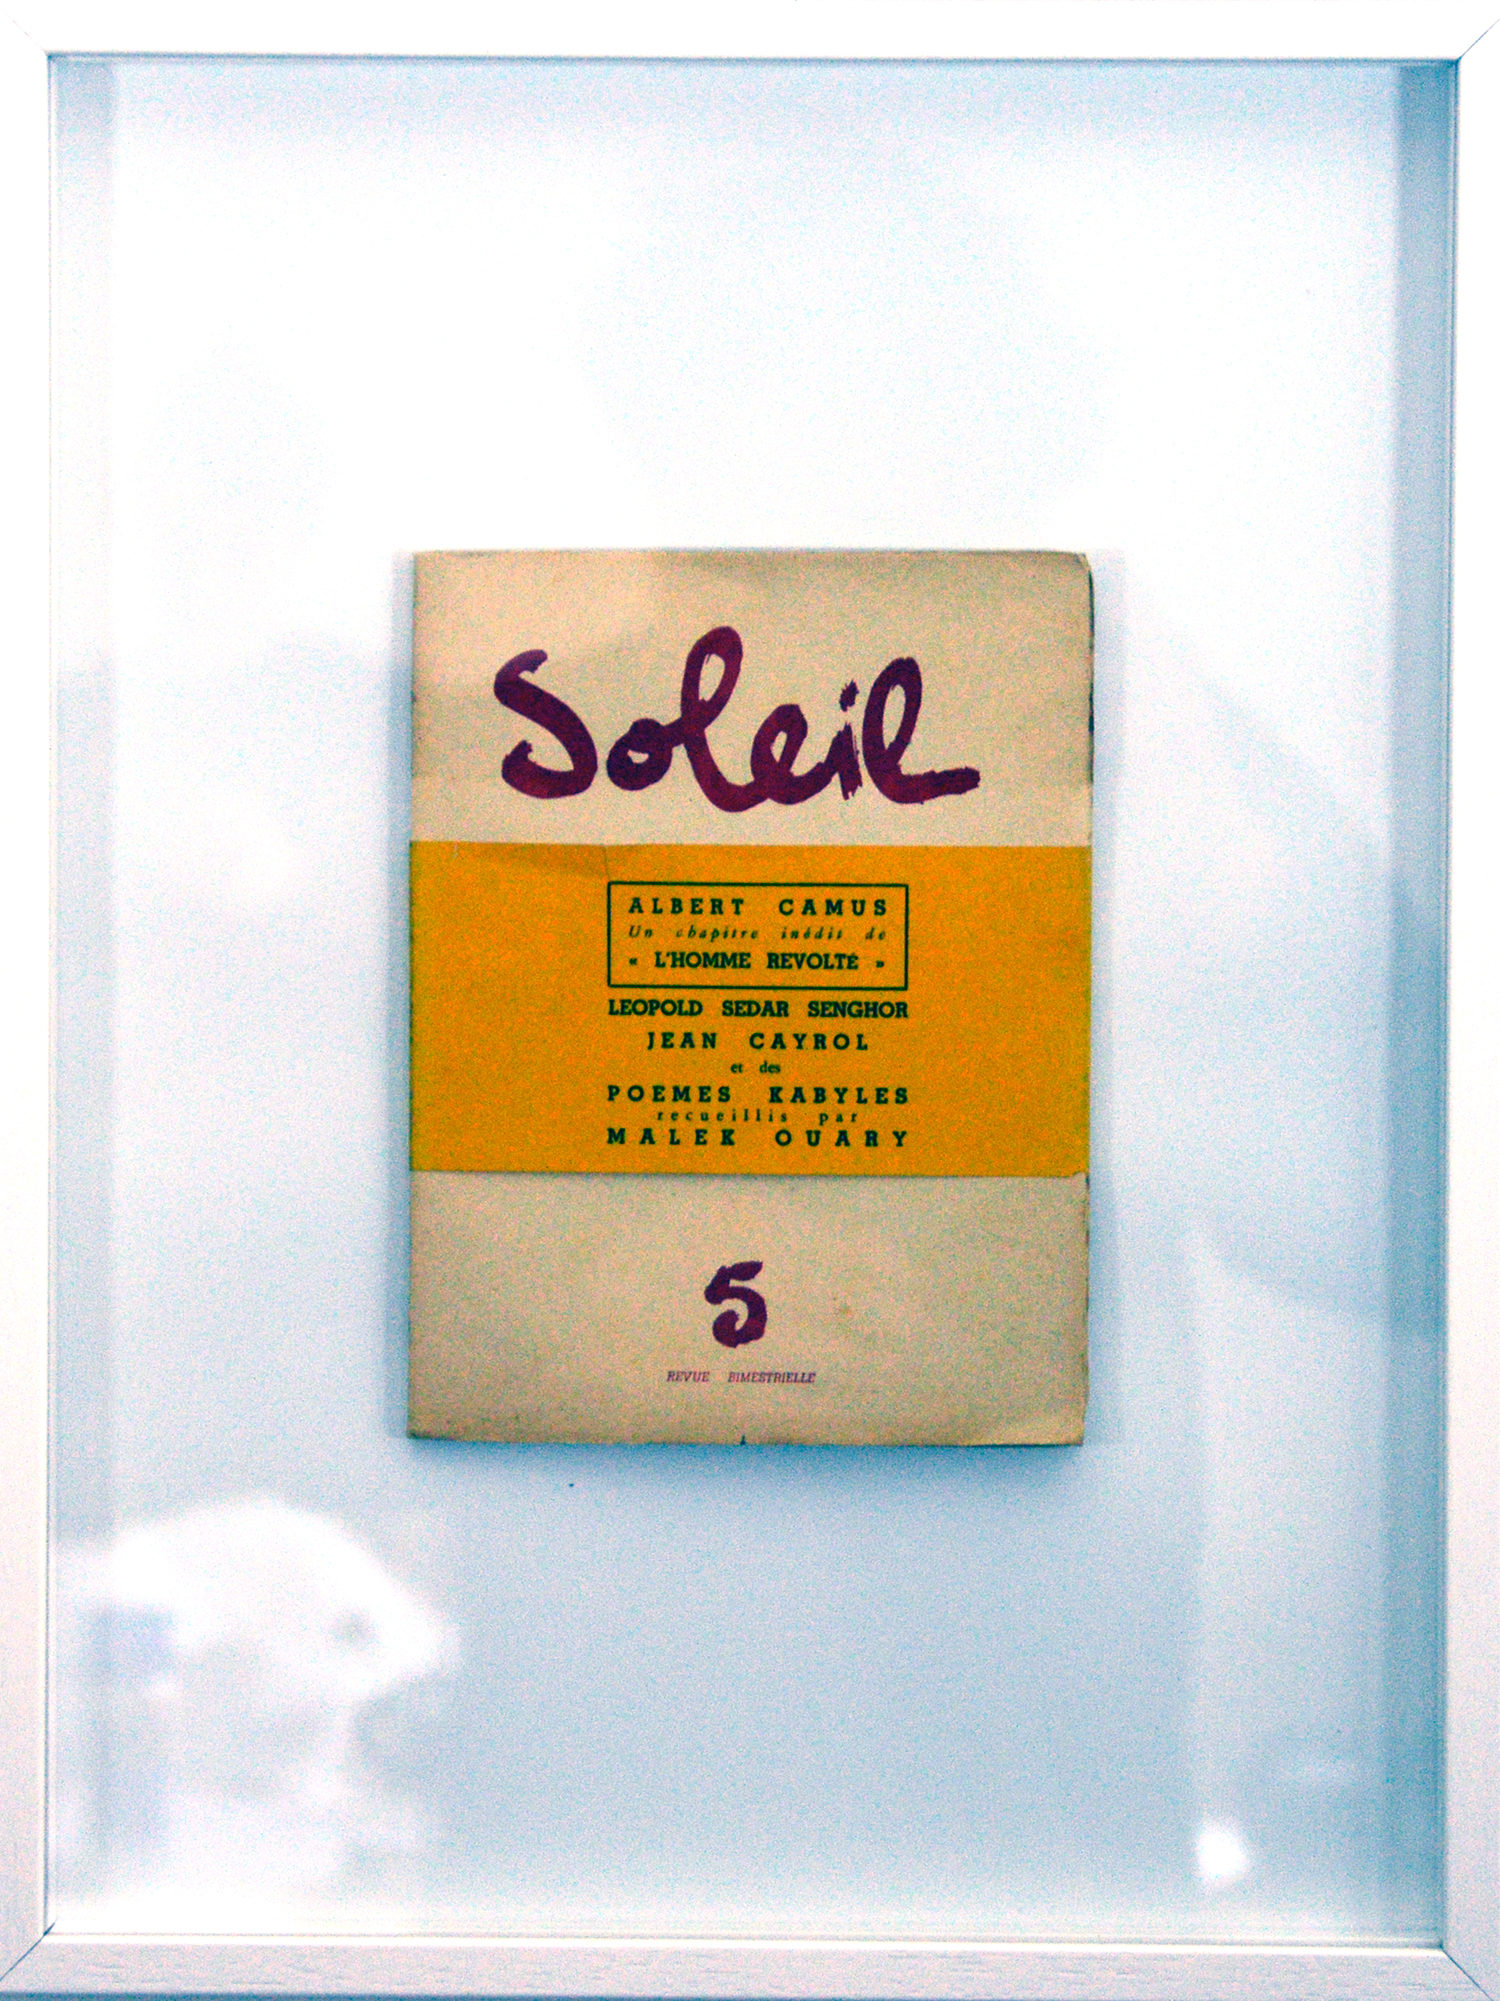 Soleil
ALBERT CAMUS
Un chapitre inédit de
« L'HOMME REVOLTÉ »
LEOPOLD SEDAR SENGHOR
JEAN CAYROL
et des
POEMES KABYLES
recueillis par
MALEK OUARY
5
REVUE BIMESTRIELLE